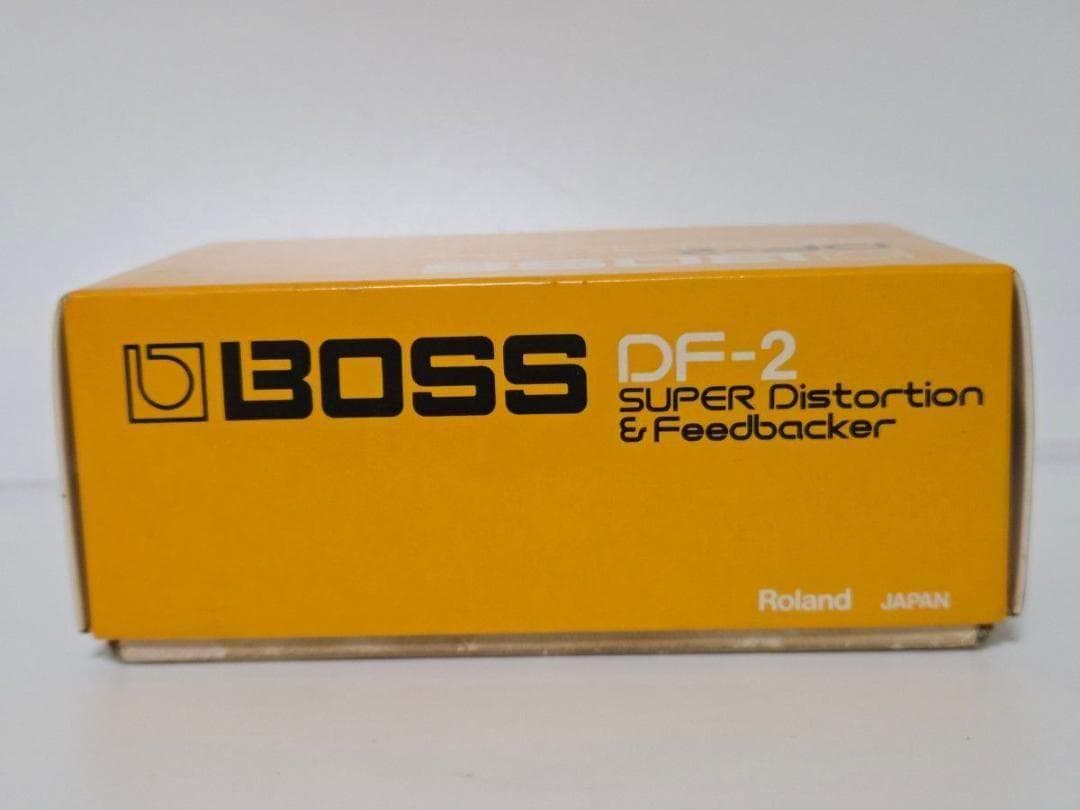 BOSS DF-2
SUPER Distortion
& Feedbacker
Roland JAPAN